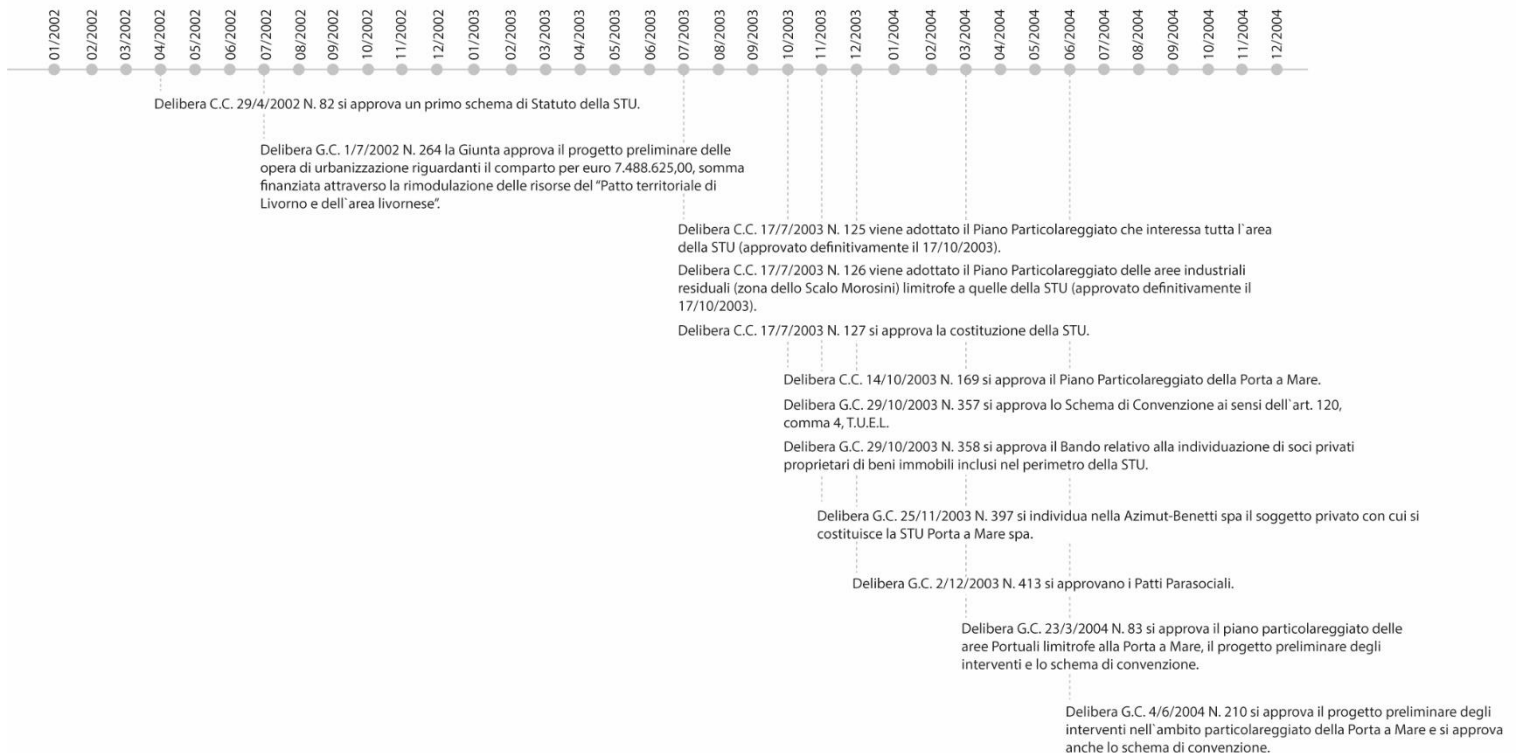 01/2002
02/2002
03/2002
04/2002
05/2002
06/2002
07/2002
08/2002
09/2002
10/2002
11/2002
12/2002
01/2003
02/2003
03/2003
04/2003
05/2003
06/2003
07/2003
08/2003
09/2003
10/2003
11/2003
12/2003
01/2004
02/2004
03/2004
04/2004
05/2004
06/2004
07/2004
08/2004
09/2004
10/2004
11/2004
12/2004
Delibera C.C. 29/4/2002 N. 82 si approva un primo schema di Statuto della STU.
Delibera G.C. 1/7/2002 N. 264 la Giunta approva il progetto preliminare delle
opera di urbanizzazione riguardanti il comparto per euro 7.488.625,00, somma
finanziata attraverso la rimodulazione delle risorse del "Patto territoriale di
Livorno e dell`area livornese".
Delibera C.C. 17/7/2003 N. 125 viene adottato il Piano Particolareggiato che interessa tutta l`area
della STU (approvato definitivamente il 17/10/2003).
Delibera C.C. 17/7/2003 N. 126 viene adottato il Piano Particolareggiato delle aree industriali
residuali (zona dello Scalo Morosini) limitrofe a quelle della STU (approvato definitivamente il
17/10/2003).
Delibera C.C. 17/7/2003 N. 127 si approva la costituzione della STU.
Delibera C.C. 14/10/2003 N. 169 si approva il Piano Particolareggiato della Porta a Mare.
Delibera G.C. 29/10/2003 N. 357 si approva lo Schema di Convenzione ai sensi dell`art. 120,
comma 4, T.U.E.L.
Delibera G.C. 29/10/2003 N. 358 si approva il Bando relativo alla individuazione di soci privati
proprietari di beni immobili inclusi nel perimetro della STU.
Delibera G.C. 25/11/2003 N. 397 si individua nella Azimut-Benetti spa il soggetto privato con cui si
costituisce la STU Porta a Mare spa.
Delibera G.C. 2/12/2003 N. 413 si approvano i Patti Parasociali.
Delibera G.C. 23/3/2004 N. 83 si approva il piano particolareggiato delle
aree Portuali limitrofe alla Porta a Mare, il progetto preliminare degli
interventi e lo schema di convenzione.
Delibera G.C. 4/6/2004 N. 210 si approva il progetto preliminare degli
interventi nell`ambito particolareggiato della Porta a Mare e si approva
anche lo schema di convenzione.